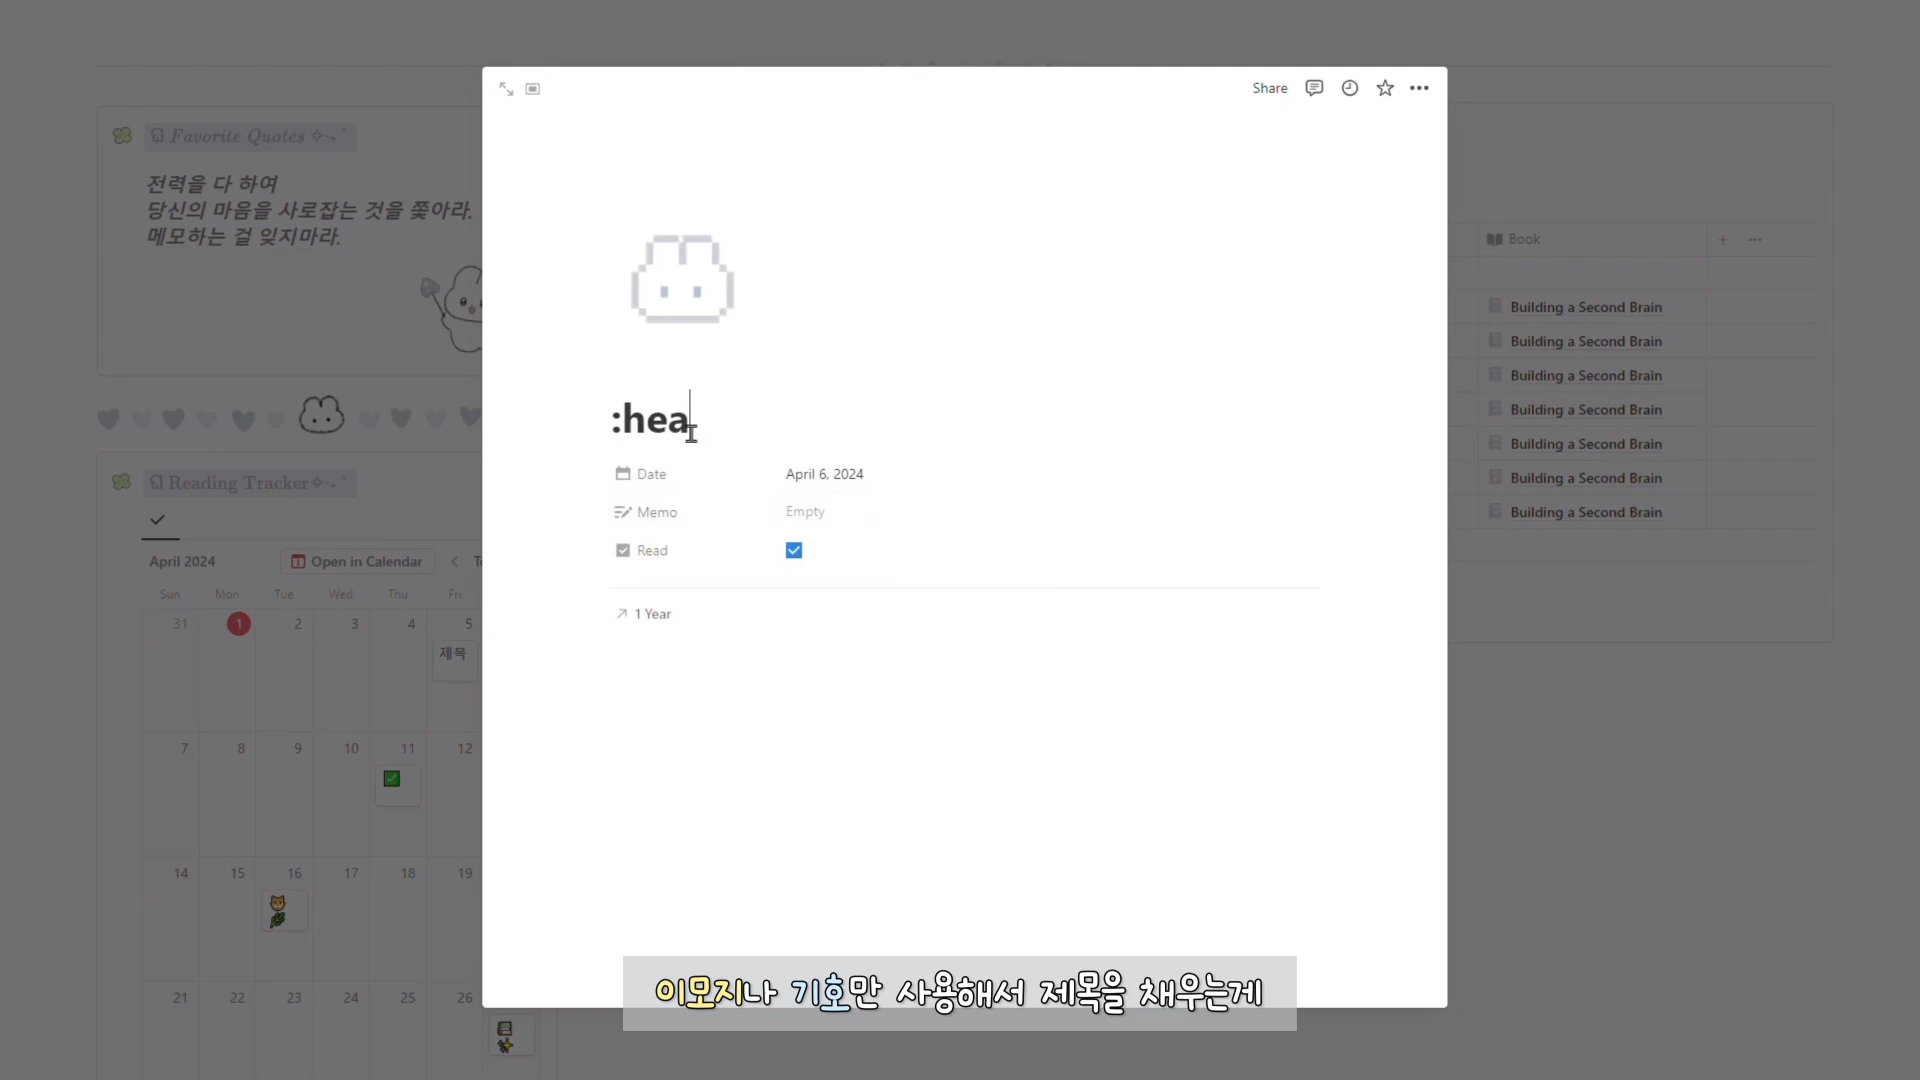 Share
Favorite Quotes
전력을 다 하여
당신의 마음을 사로잡는 것을 쫓아라.
메모하는 걸 잊지마라.
Reading Tracker
April 2024
Open in Calendar
Sun Mon Tue Wed Thu Fri
31 1 2 3 4 5
제목
7 8 9 10 11 12
14 15 16 17 18 19
21 22 23 24 25 26
:hea
Date April 6, 2024
Memo Empty
Read
1 Year
Book
Building a Second Brain
Building a Second Brain
Building a Second Brain
Building a Second Brain
Building a Second Brain
Building a Second Brain
Building a Second Brain
이모지나 기호만 사용해서 제목을 채우는게